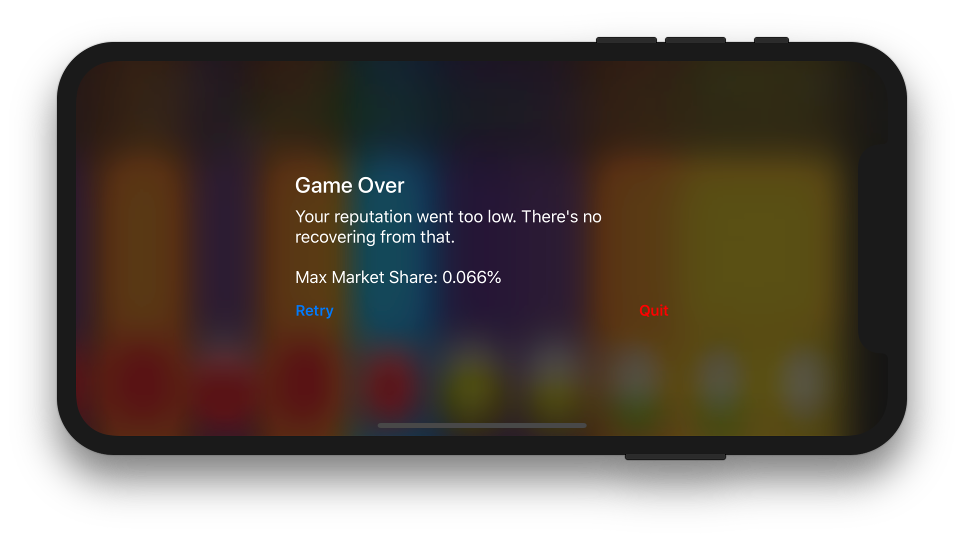 Game Over
Your reputation went too low. There's no
recovering from that.
Max Market Share: 0.066%
Retry
Quit